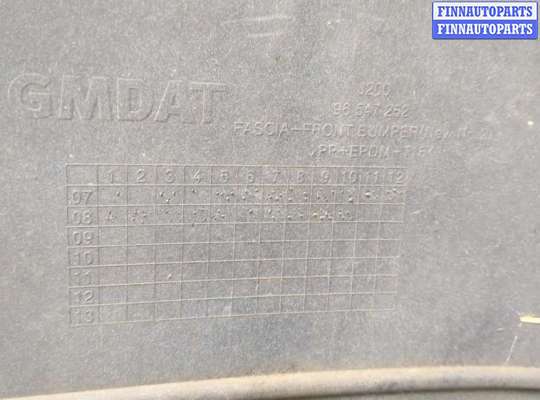 FINNAUTOPARTS
FINNAUTOPARTS
GMDAT
J200
96 547 252
FASCIA-FRONT BUMPER
1 2 3 4 5 6 7 8 9 10 11 12
07
08
09
10
11
12
13